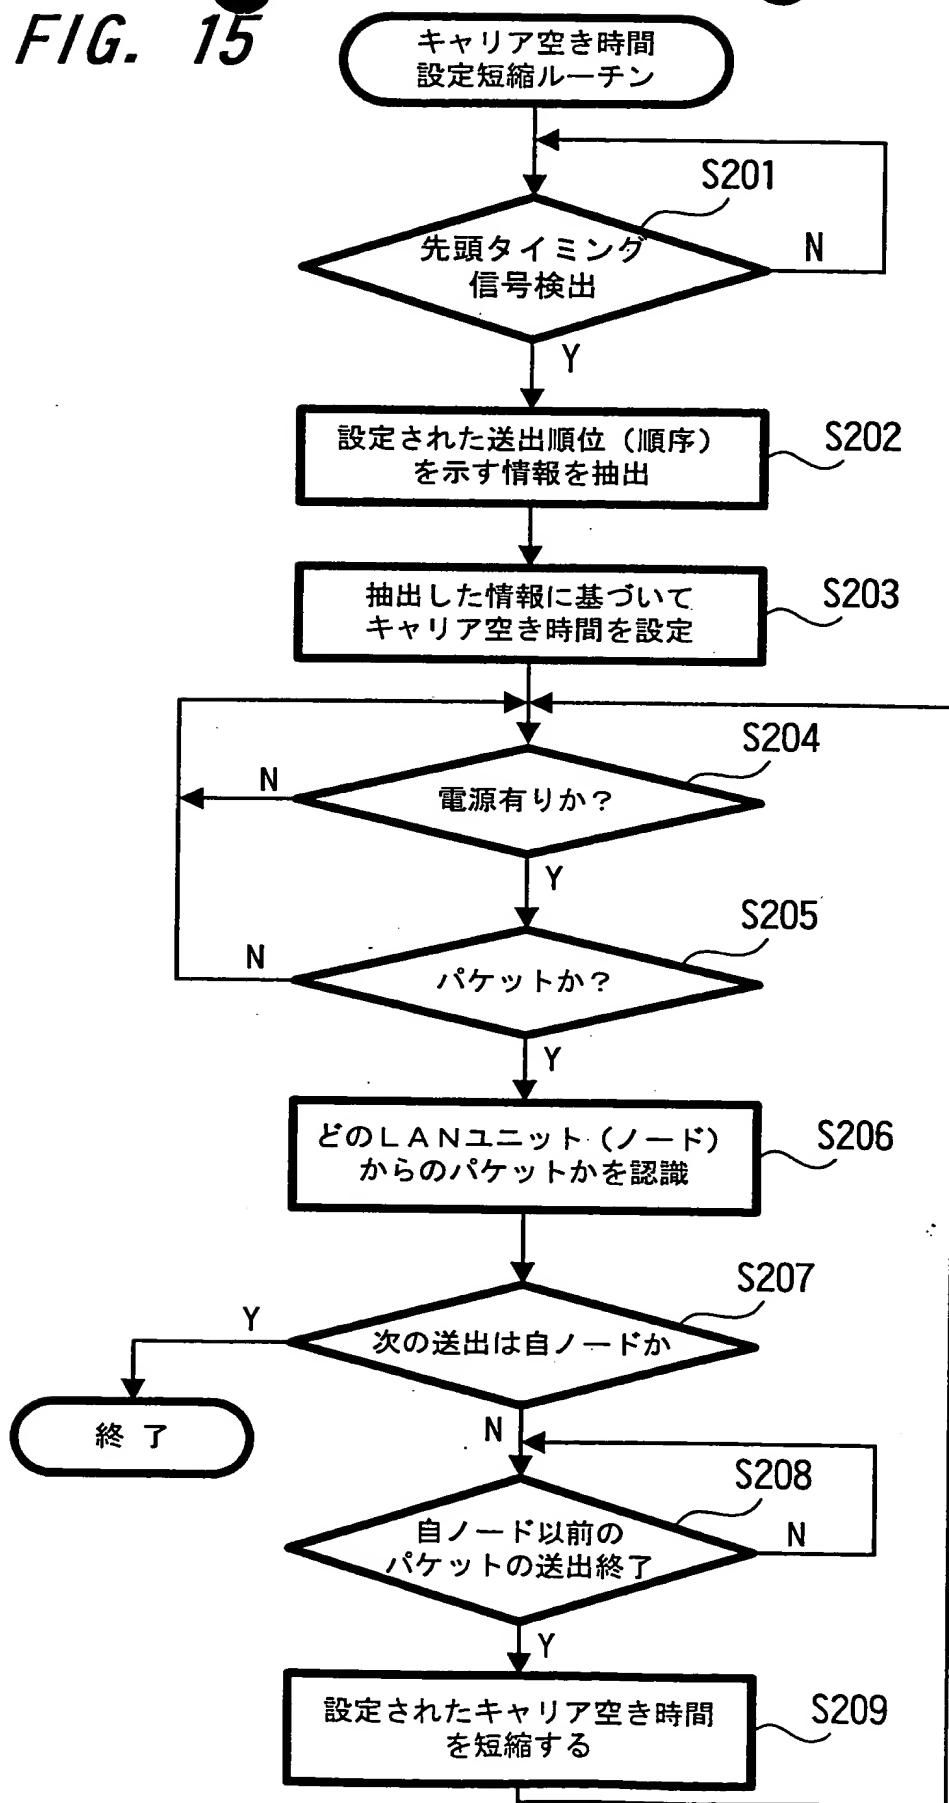 FIG. 15
キャリア空き時間
設定短縮ルーチン
S201
先頭タイミング
信号検出
N
Y
S202
設定された送出順位（順序）
を示す情報を抽出
S203
抽出した情報に基づいて
キャリア空き時間を設定
S204
電源有りか？
N
Y
S205
パケットか？
N
Y
S206
どのＬＡＮユニット（ノード）
からのパケットかを認識
S207
次の送出は自ノードか
Y
終了
N
S208
自ノード以前の
パケットの送出終了
N
Y
S209
設定されたキャリア空き時間
を短縮する